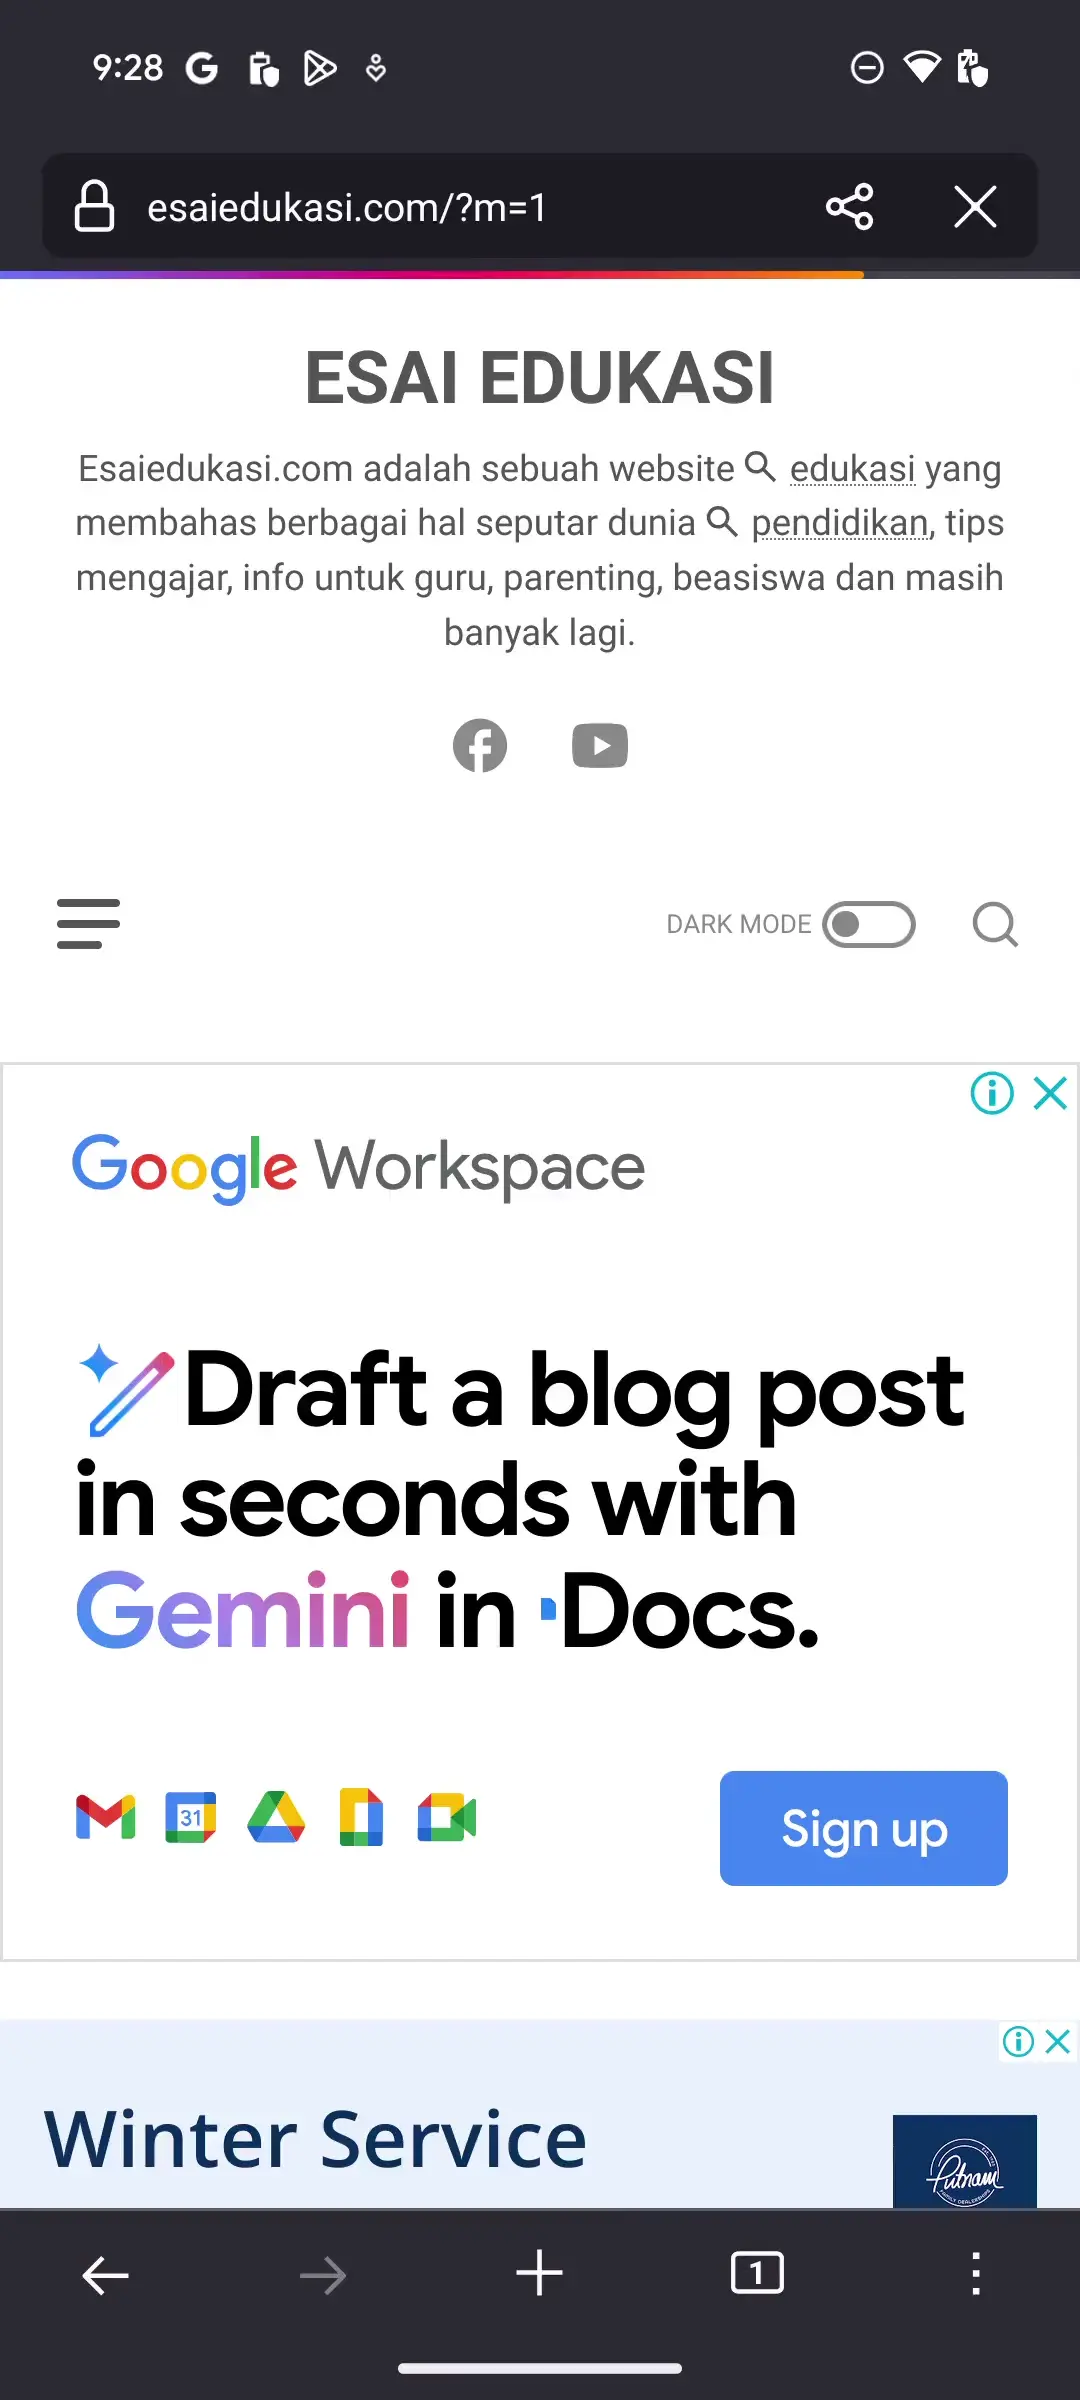 9:28
esaiedukasi.com/?m=1
ESAI EDUKASI
Esaiedukasi.com adalah sebuah website edukasi yang
membahas berbagai hal seputar dunia pendidikan, tips
mengajar, info untuk guru, parenting, beasiswa dan masih
banyak lagi.
DARK MODE
Google Workspace
Draft a blog post
in seconds with
Gemini in Docs.
31
Sign up
Winter Service
Putnam
1